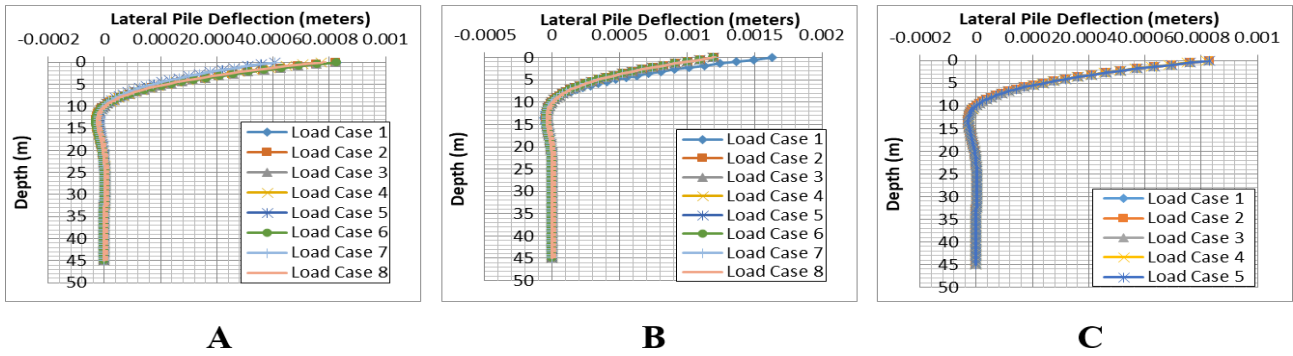 Lateral Pile Deflection (meters)
-0.0002 0 0.0002 0.0004 0.0006 0.0008 0.001
0
5
10
15
20
25
30
35
40
45
50
Depth (m)
Load Case 1
Load Case 2
Load Case 3
Load Case 4
Load Case 5
Load Case 6
Load Case 7
Load Case 8
A
Lateral Pile Deflection (meters)
-0.0005 0 0.0005 0.001 0.0015 0.002
0
5
10
15
20
25
30
35
40
45
50
Depth (m)
Load Case 1
Load Case 2
Load Case 3
Load Case 4
Load Case 5
Load Case 6
Load Case 7
Load Case 8
B
Lateral Pile Deflection (meters)
-0.0002 0 0.0002 0.0004 0.0006 0.0008 0.001
0
5
10
15
20
25
30
35
40
45
50
Depth (m)
Load Case 1
Load Case 2
Load Case 3
Load Case 4
Load Case 5
C